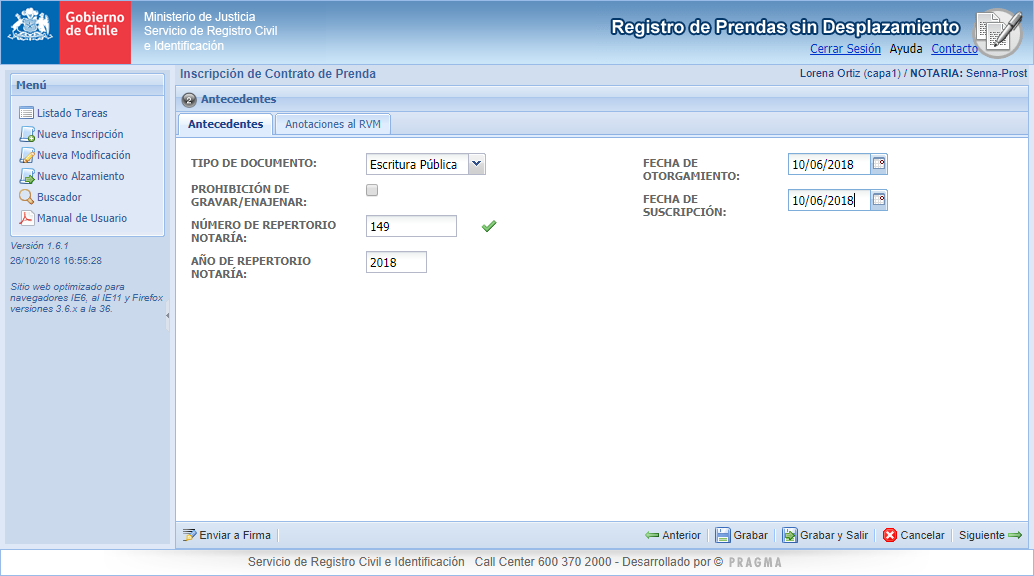 Gobierno
de Chile
Ministerio de Justicia
Servicio de Registro Civil
e Identificación
Registro de Prendas sin Desplazamiento
Cerrar Sesión Ayuda Contacto
Menú
Listado Tareas
Nueva Inscripción
Nueva Modificación
Nuevo Alzamiento
Buscador
Manual de Usuario
Versión 1.6.1
26/10/2018 16:55:28
Sitio web optimizado para
navegadores IE6, al IE11 y Firefox
versiones 3.6.x a la 36.
Inscripción de Contrato de Prenda
Lorena Ortiz (capa1) / NOTARIA: Senna-Prost
2 Antecedentes
Antecedentes Anotaciones al RVM
TIPO DE DOCUMENTO: Escritura Pública
FECHA DE
OTORGAMIENTO: 10/06/2018
PROHIBICIÓN DE
GRAVAR/ENAJENAR:
FECHA DE
SUSCRIPCIÓN: 10/06/2018
NÚMERO DE REPERTORIO
NOTARÍA: 149
AÑO DE REPERTORIO
NOTARÍA: 2018
Enviar a Firma Anterior Grabar Grabar y Salir Cancelar Siguiente
Servicio de Registro Civil e Identificación Call Center 600 370 2000 - Desarrollado por © PRAGMA